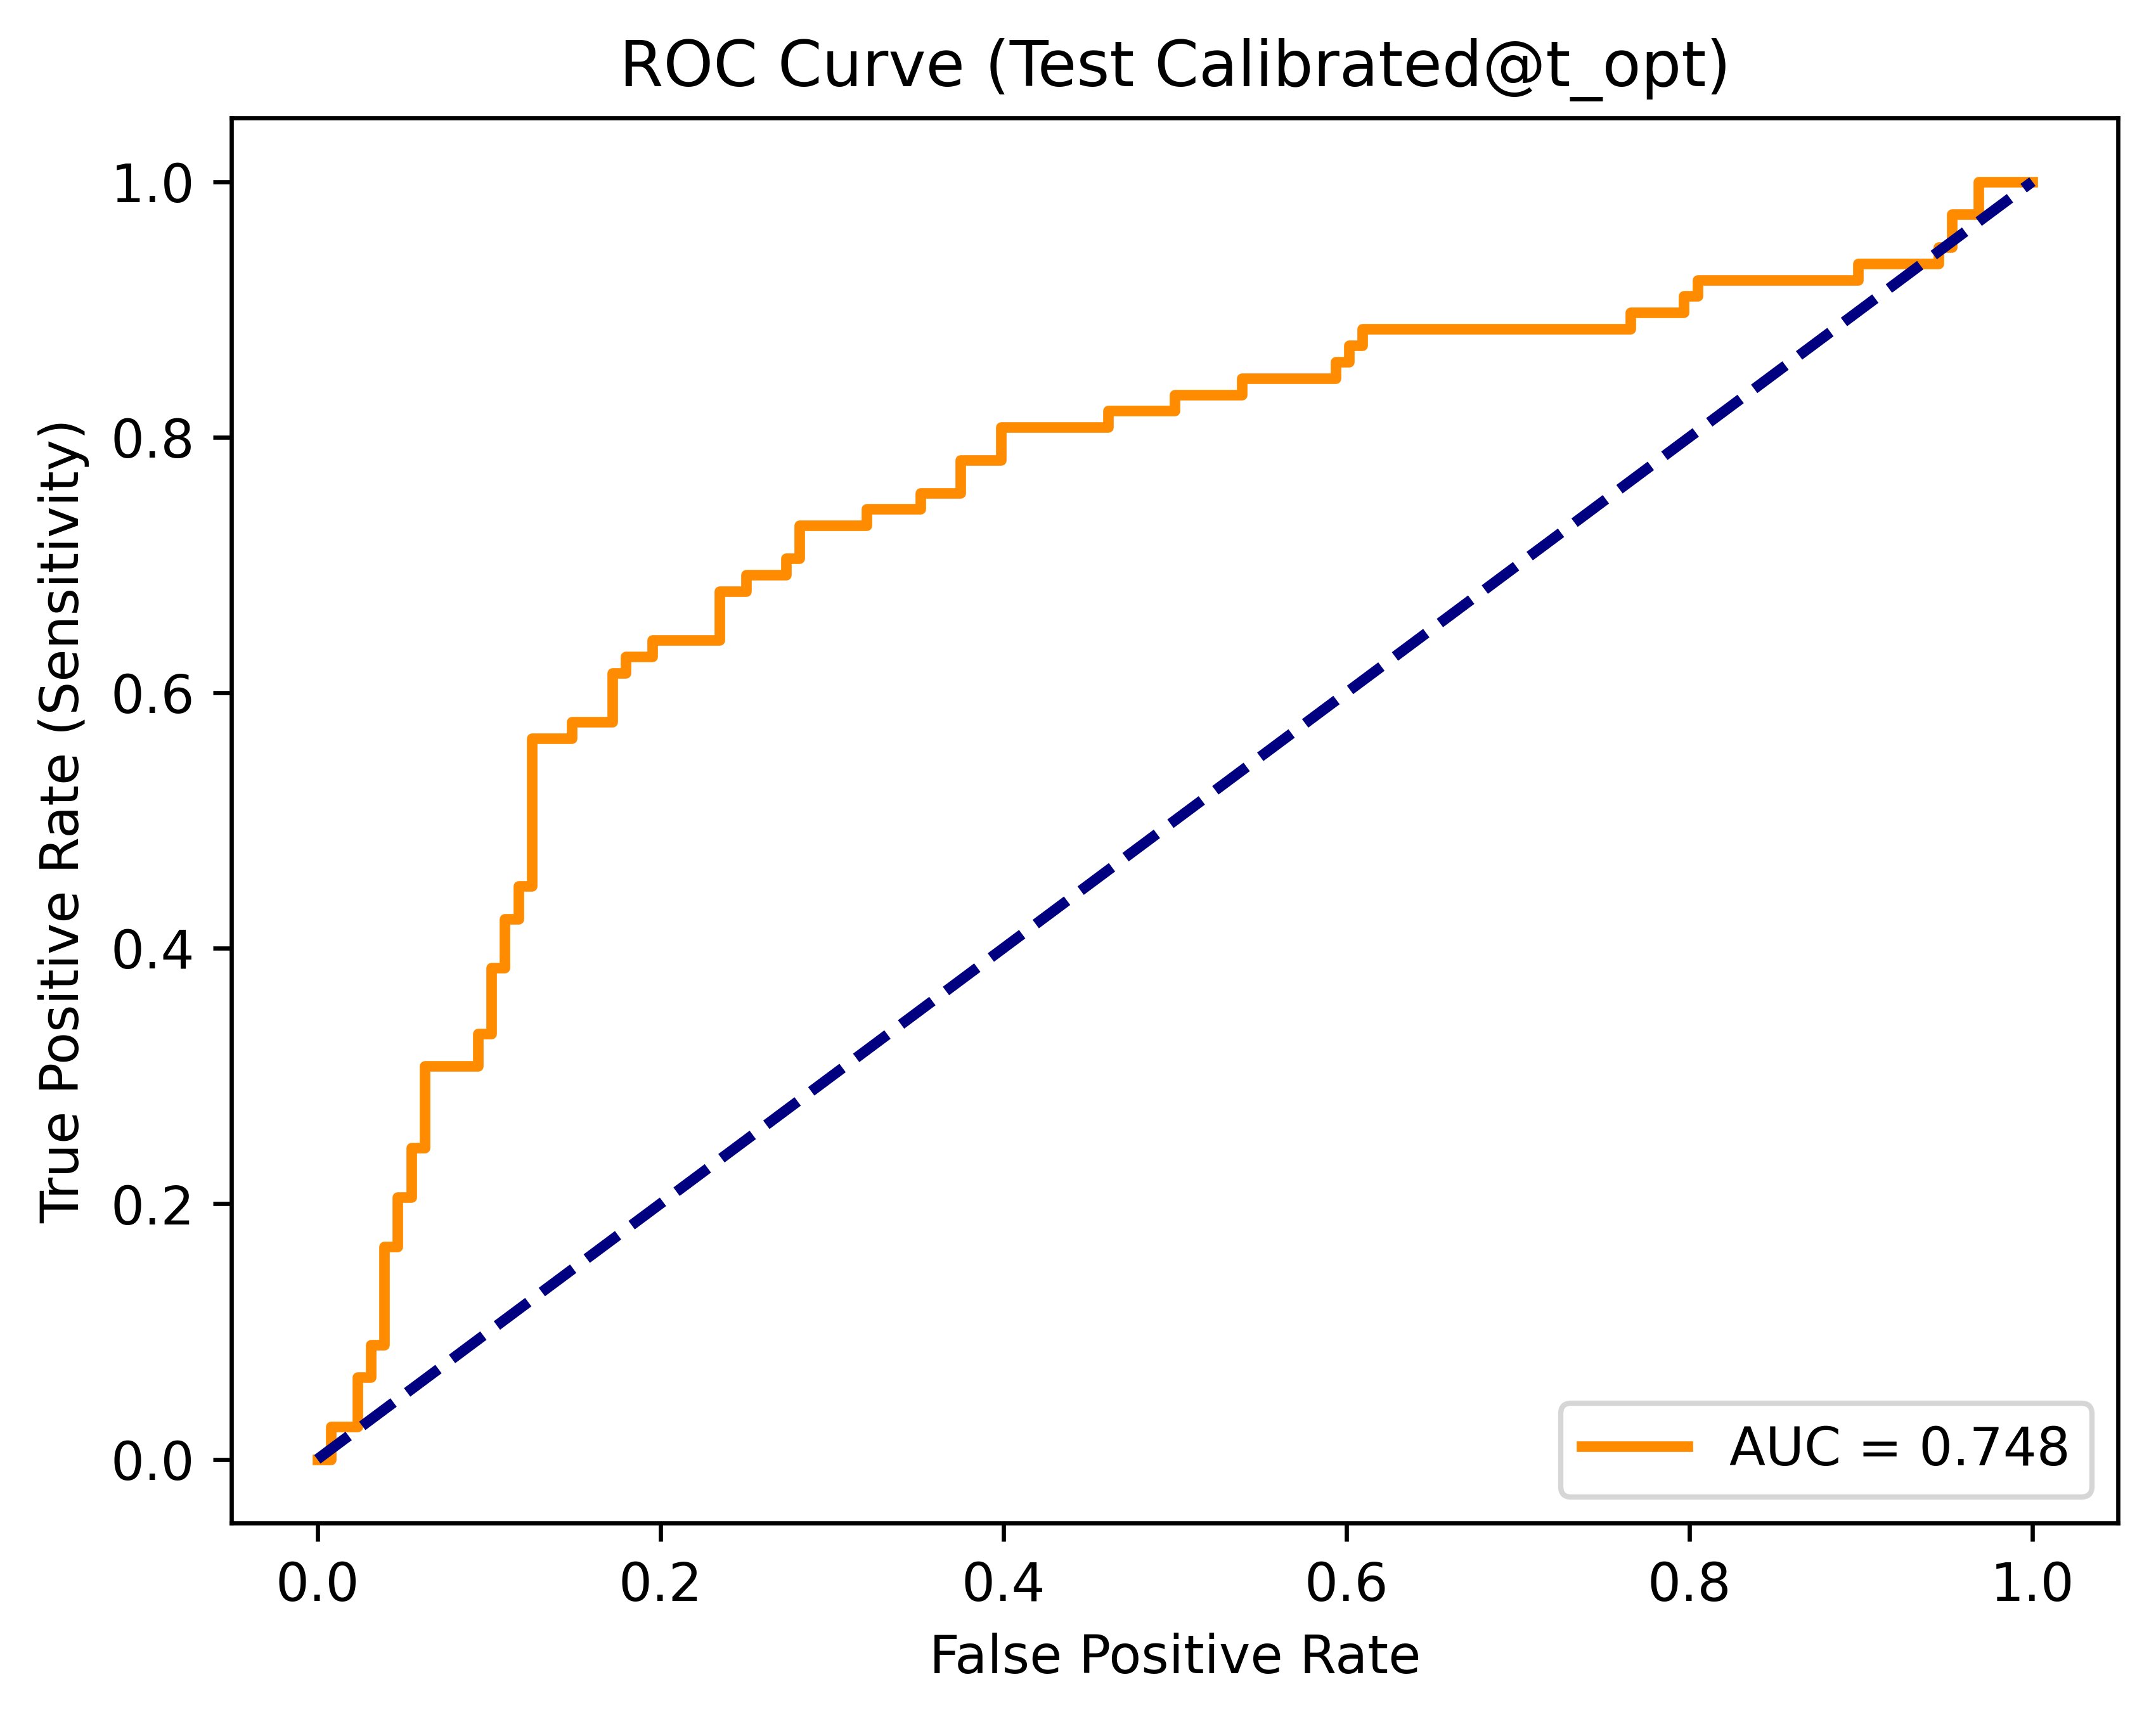 ROC Curve (Test Calibrated@t_opt)
True Positive Rate (Sensitivity)
1.0
0.8
0.6
0.4
0.2
0.0
AUC = 0.748
0.0 0.2 0.4 0.6 0.8 1.0
False Positive Rate